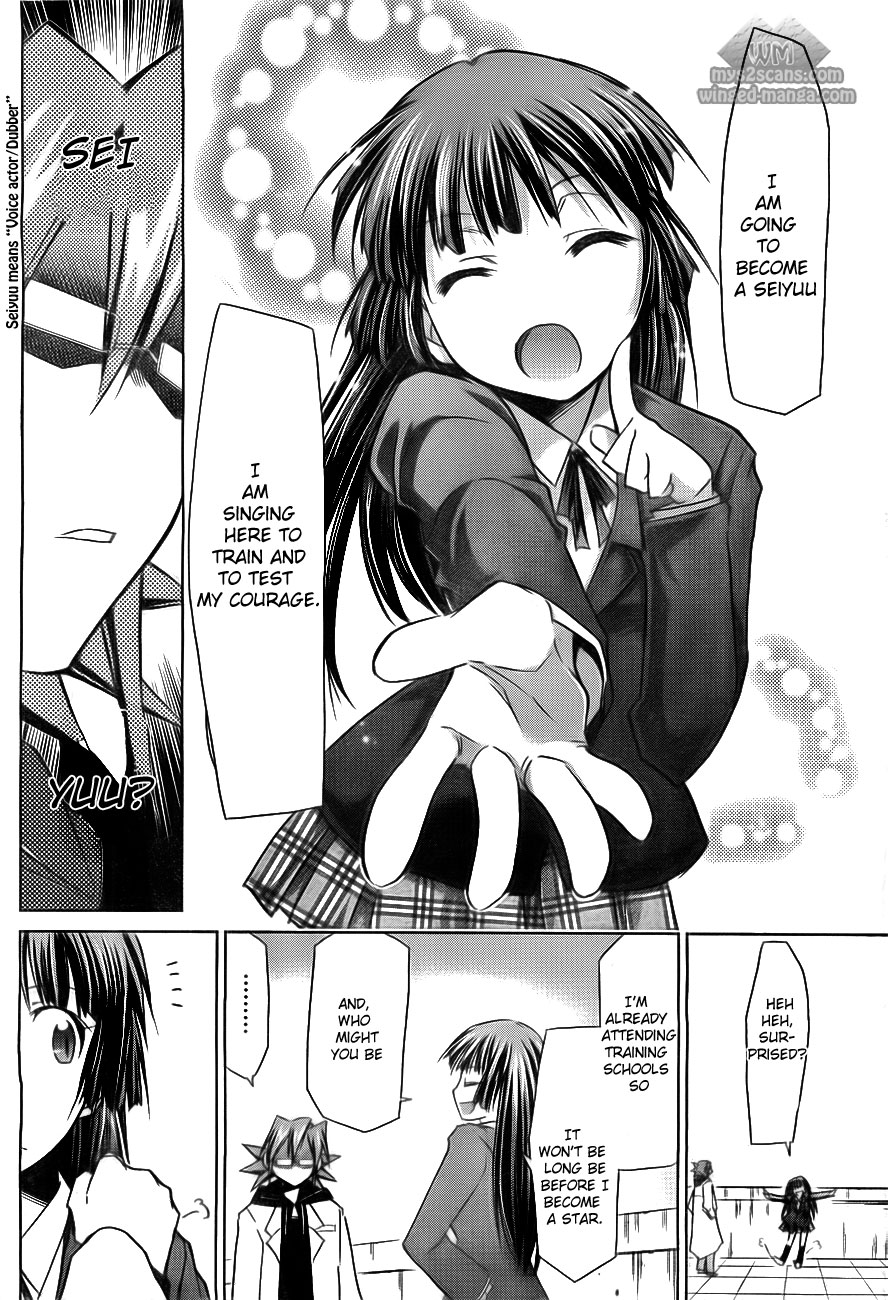 WM
mys2scans.com
winged-manga.com
I
AM
GOING
TO
BECOME
A SEIYUU
I
AM
SINGING
HERE TO
TRAIN AND
TO TEST
MY COURAGE.
SEI
YUU?
Seiyuu means "Voice actor/Dubber"
HEH
HEH,
SUR-
PRISED?
I'M
ALREADY
ATTENDING
TRAINING
SCHOOLS
SO
IT
WON'T BE
LONG BE
BEFORE I
BECOME
A STAR.
AND,
WHO
MIGHT
YOU BE
.........